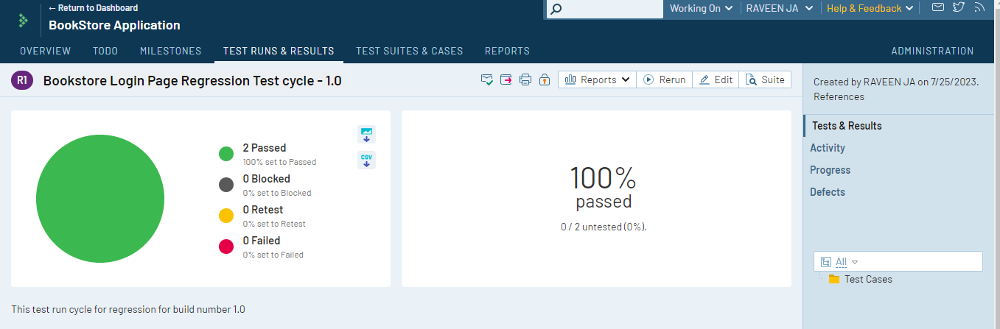 ← Return to Dashboard
BookStore Application
Working On
RAVEEN JA
Help & Feedback
OVERVIEW
TODO
MILESTONES
TEST RUNS & RESULTS
TEST SUITES & CASES
REPORTS
ADMINISTRATION
R1
Bookstore Login Page Regression Test cycle - 1.0
Reports
Rerun
Edit
Suite
2 Passed
100% set to Passed
0 Blocked
0% set to Blocked
0 Retest
0% set to Retest
0 Failed
0% set to Failed
CSV
100%
passed
0 / 2 untested (0%).
This test run cycle for regression for build number 1.0
Created by RAVEEN JA on 7/25/2023.
References
Tests & Results
Activity
Progress
Defects
All
Test Cases